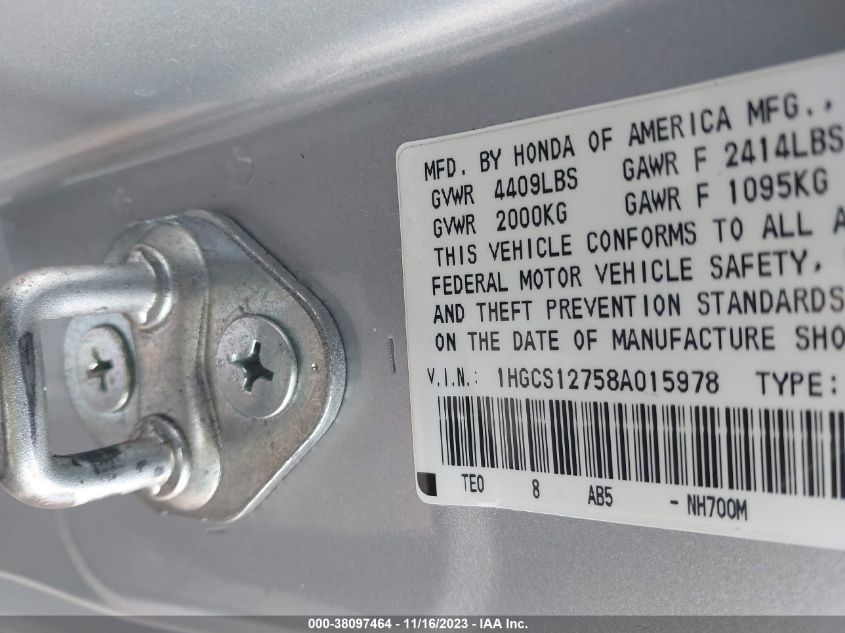 MFD. BY HONDA OF AMERICA MFG.,
GVWR 4409LBS GAWR F 2414LBS
GVWR 2000KG GAWR F 1095KG
THIS VEHICLE CONFORMS TO ALL A
FEDERAL MOTOR VEHICLE SAFETY,
AND THEFT PREVENTION STANDARDS
ON THE DATE OF MANUFACTURE SHO
V.I.N.: 1HGCS12758A015978 TYPE:
TE0 8 AB5 -NH700M
000-38097464 - 11/16/2023 - IAA Inc.